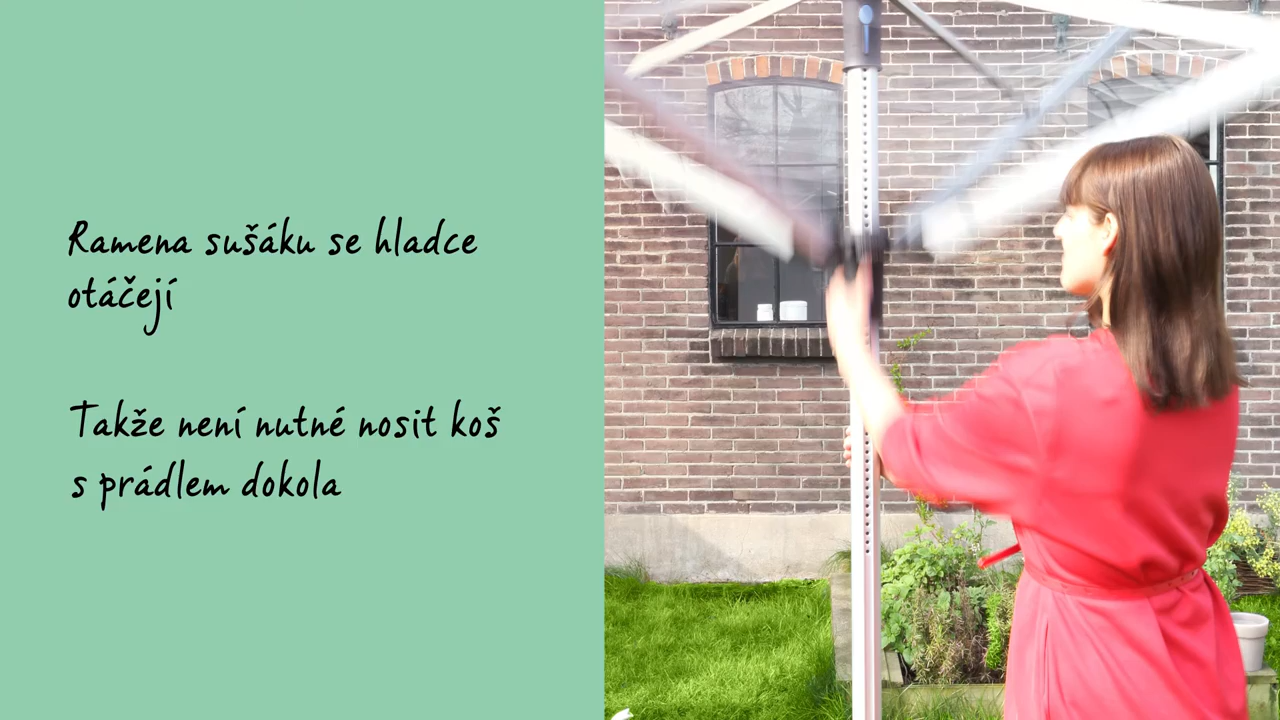 Ramena sušáku se hladce
otáčejí
Takže není nutné nosit koš
s prádlem dokola